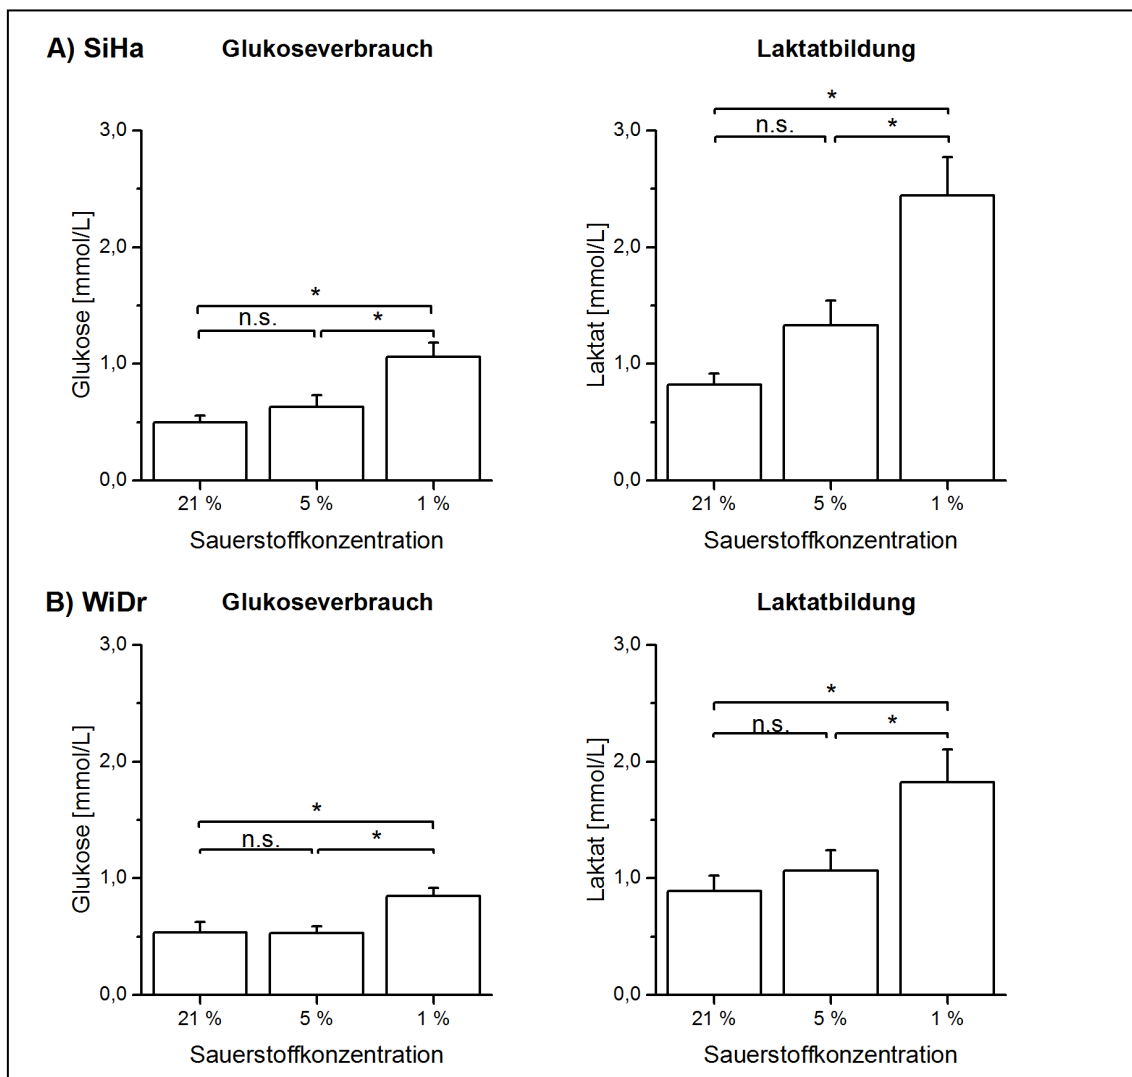 A) SiHa
Glukoseverbrauch
Laktatbildung
Glukose [mmol/L]
3,0
2,0
1,0
0,0
*
n.s.
*
21 %
5 %
1 %
Sauerstoffkonzentration
Laktat [mmol/L]
3,0
2,0
1,0
0,0
*
n.s.
*
21 %
5 %
1 %
Sauerstoffkonzentration
B) WiDr
Glukoseverbrauch
Laktatbildung
Glukose [mmol/L]
3,0
2,0
1,0
0,0
*
n.s.
*
21 %
5 %
1 %
Sauerstoffkonzentration
Laktat [mmol/L]
3,0
2,0
1,0
0,0
*
n.s.
*
21 %
5 %
1 %
Sauerstoffkonzentration